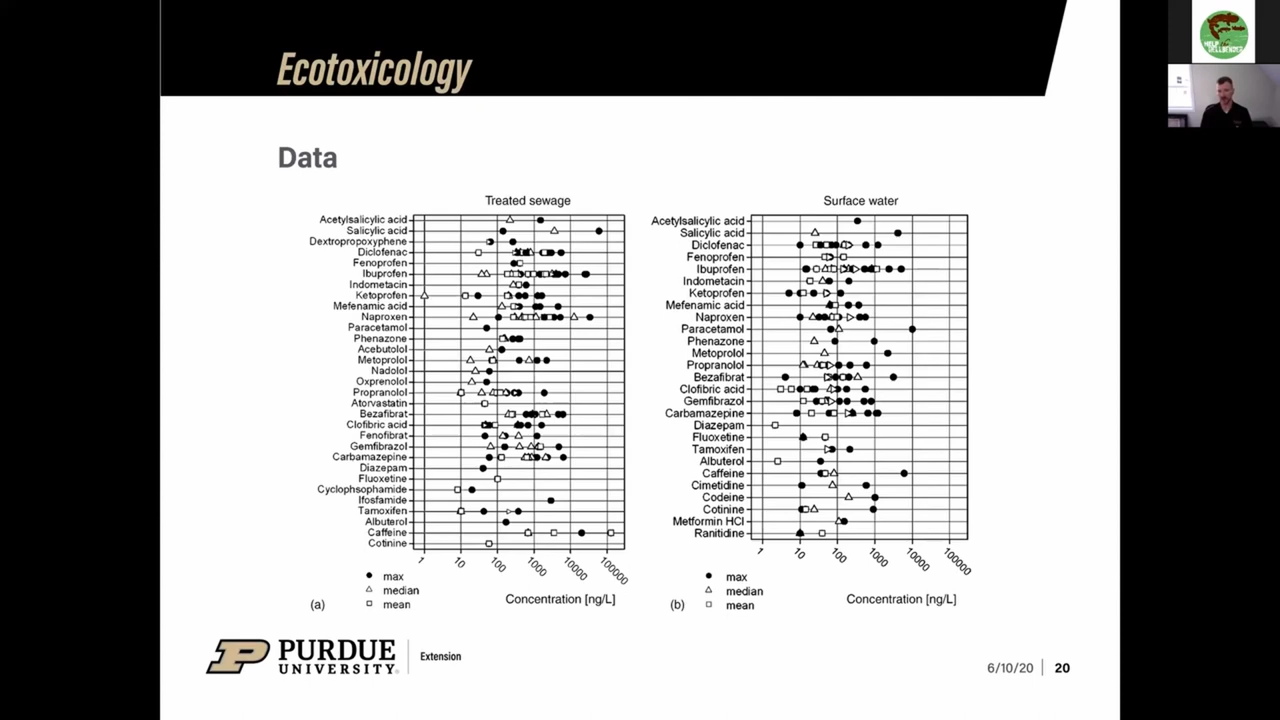 Ecotoxicology
Data
Treated sewage
Acetylsalicylic acid
Salicylic acid
Dextropropoxyphene
Diclofenac
Fenoprofen
Ibuprofen
Indometacin
Ketoprofen
Mefenamic acid
Naproxen
Paracetamol
Phenazone
Acebutolol
Metoprolol
Nadolol
Oxprenolol
Propranolol
Atorvastatin
Bezafibrat
Clofibric acid
Fenofibrat
Gemfibrazol
Carbamazepine
Diazepam
Fluoxetine
Cyclophsophamide
Ifosfamide
Tamoxifen
Albuterol
Caffeine
Cotinine
1 10 100 1000 10000 100000
max
median
mean
(a)
Concentration [ng/L]
Surface water
Acetylsalicylic acid
Salicylic acid
Diclofenac
Fenoprofen
Ibuprofen
Indometacin
Ketoprofen
Mefenamic acid
Naproxen
Paracetamol
Phenazone
Metoprolol
Propranolol
Bezafibrat
Clofibric acid
Gemfibrazol
Carbamazepine
Diazepam
Fluoxetine
Tamoxifen
Albuterol
Caffeine
Cimetidine
Codeine
Cotinine
Metformin HCl
Ranitidine
1 10 100 1000 10000 100000
max
median
mean
(b)
Concentration [ng/L]
PURDUE
UNIVERSITY
Extension
6/10/20 20
HELP
HELLBENDER